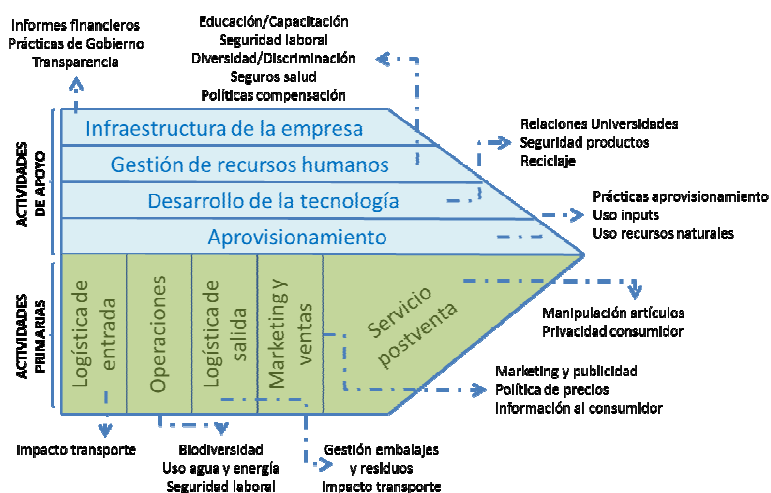 Informes financieros
Prácticas de Gobierno
Transparencia
Educación/Capacitación
Seguridad laboral
Diversidad/Discriminación
Seguros salud
Políticas compensación
ACTIVIDADES
DE APOYO
Infraestructura de la empresa
Gestión de recursos humanos
Desarrollo de la tecnología
Aprovisionamiento
Relaciones Universidades
Seguridad productos
Reciclaje
Prácticas aprovisionamiento
Uso inputs
Uso recursos naturales
ACTIVIDADES
PRIMARIAS
Logística de
entrada
Operaciones
Logística de
salida
Marketing y
ventas
Servicio
postventa
Manipulación artículos
Privacidad consumidor
Marketing y publicidad
Política de precios
Información al consumidor
Impacto transporte
Biodiversidad
Uso agua y energía
Seguridad laboral
Gestión embalajes
y residuos
Impacto transporte